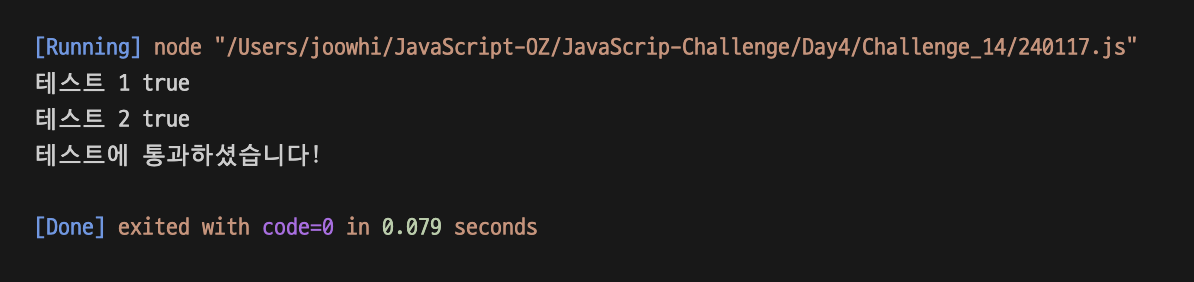 [Running] node "/Users/joowhi/JavaScript-OZ/JavaScrip-Challenge/Day4/Challenge_14/240117.js"
테스트 1 true
테스트 2 true
테스트에 통과하셨습니다!
[Done] exited with code=0 in 0.079 seconds